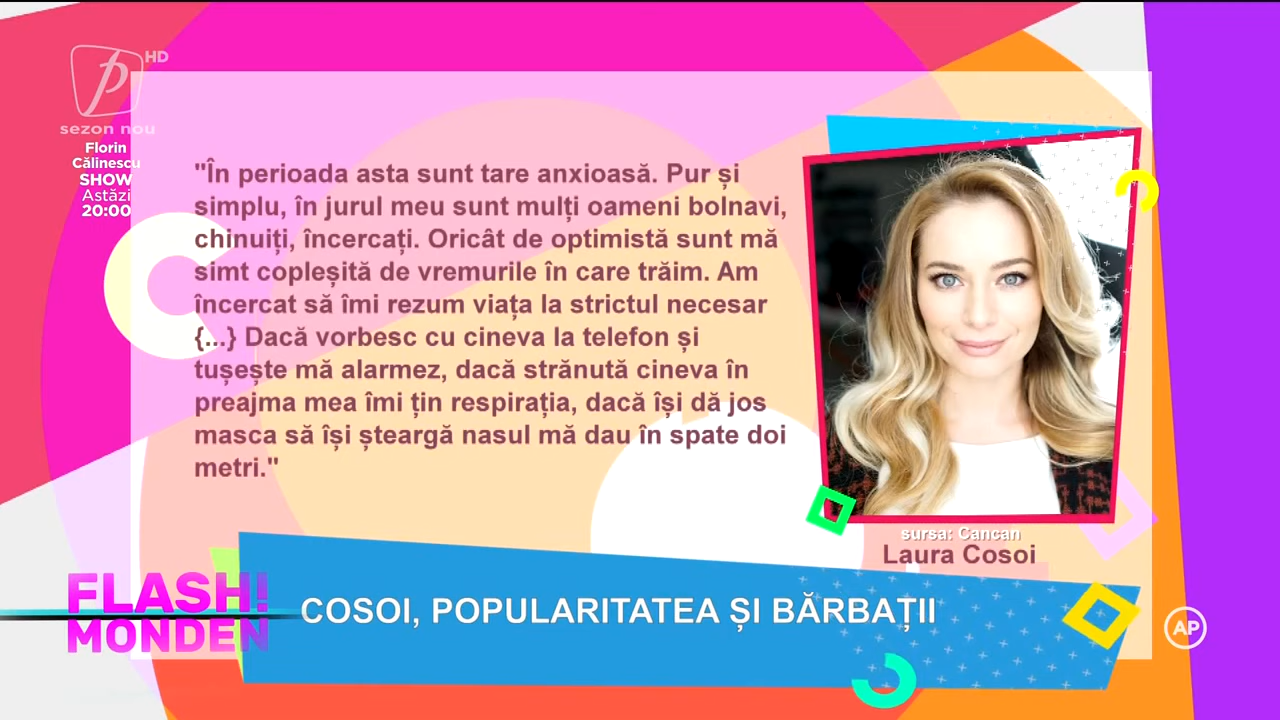 HD
sezon nou
Florin
Călinescu
SHOW
Astăzi
20:00
"În perioada asta sunt tare anxioasă. Pur și
simplu, în jurul meu sunt mulți oameni bolnavi,
chinuiți, încercați. Oricât de optimistă sunt mă
simt copleșită de vremurile în care trăim. Am
încercat să îmi rezum viața la strictul necesar
{...} Dacă vorbesc cu cineva la telefon și
tușește mă alarmez, dacă strănută cineva în
preajma mea îmi țin respirația, dacă își dă jos
masca să își șteargă nasul mă dau în spate doi
metri."
sursa: Cancan
Laura Cosoi
FLASH!
MONDEN
COSOI, POPULARITATEA ȘI BĂRBAȚII
AP